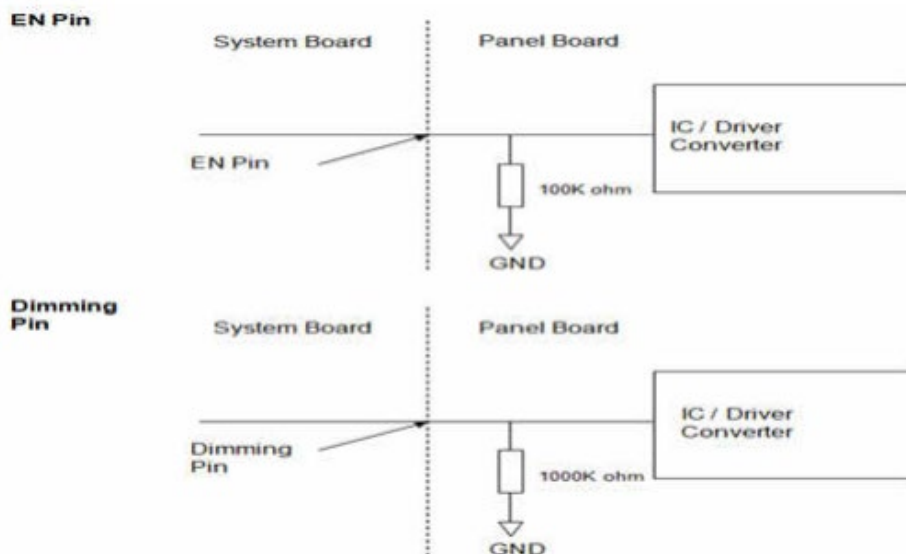 EN Pin
System Board
Panel Board
IC / Driver
Converter
EN Pin
100K ohm
GND
Dimming
Pin
System Board
Panel Board
IC / Driver
Converter
Dimming
Pin
1000K ohm
GND